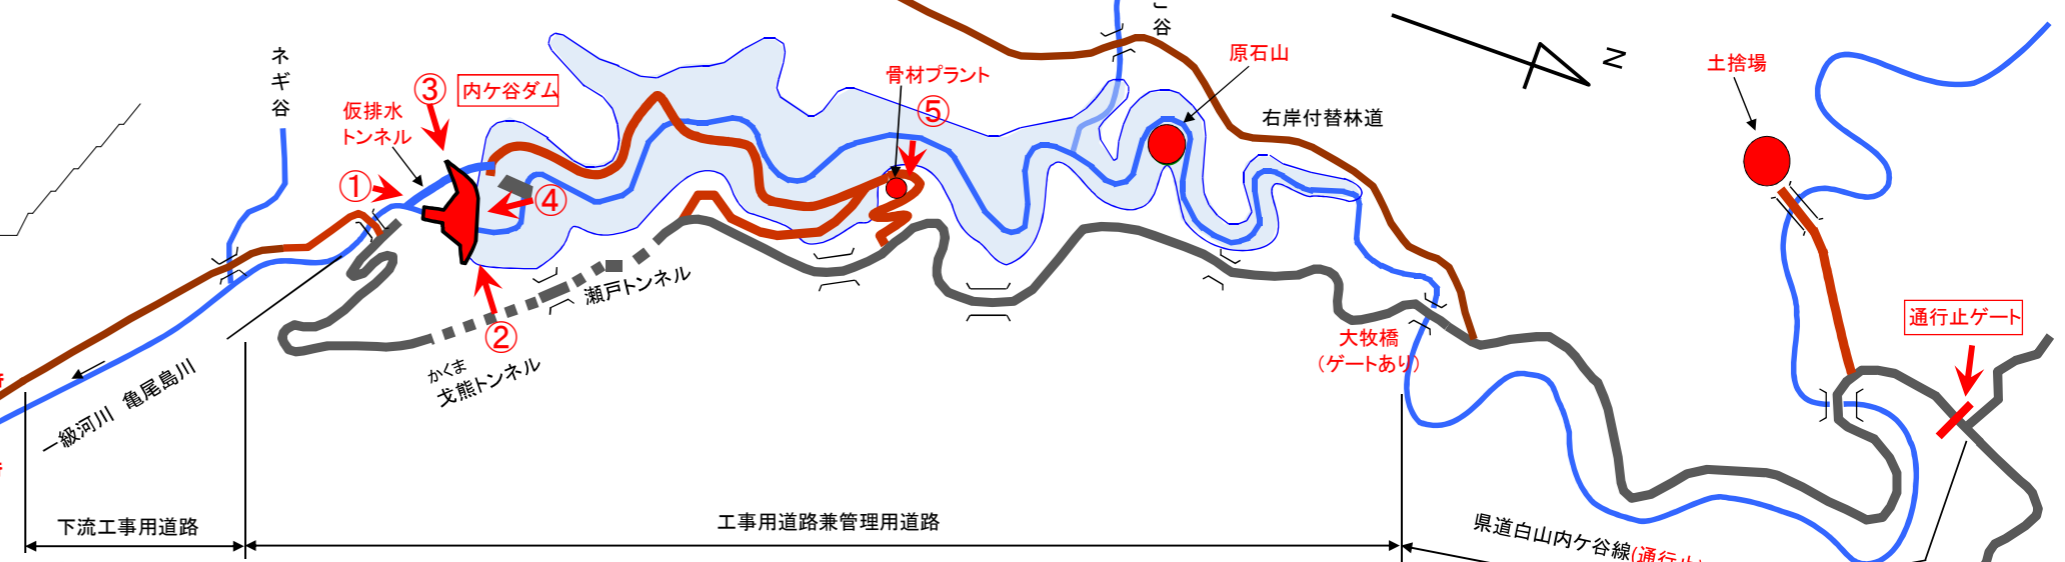 ネギ谷
谷
N
③
内ケ谷ダム
仮排水
トンネル
①
④
②
骨材プラント
⑤
原石山
右岸付替林道
土捨場
通行止ゲート
瀬戸トンネル
かくま
戈熊トンネル
大牧橋
(ゲートあり)
一級河川 亀尾島川
下流工事用道路
工事用道路兼管理用道路
県道白山内ケ谷線(通行止)